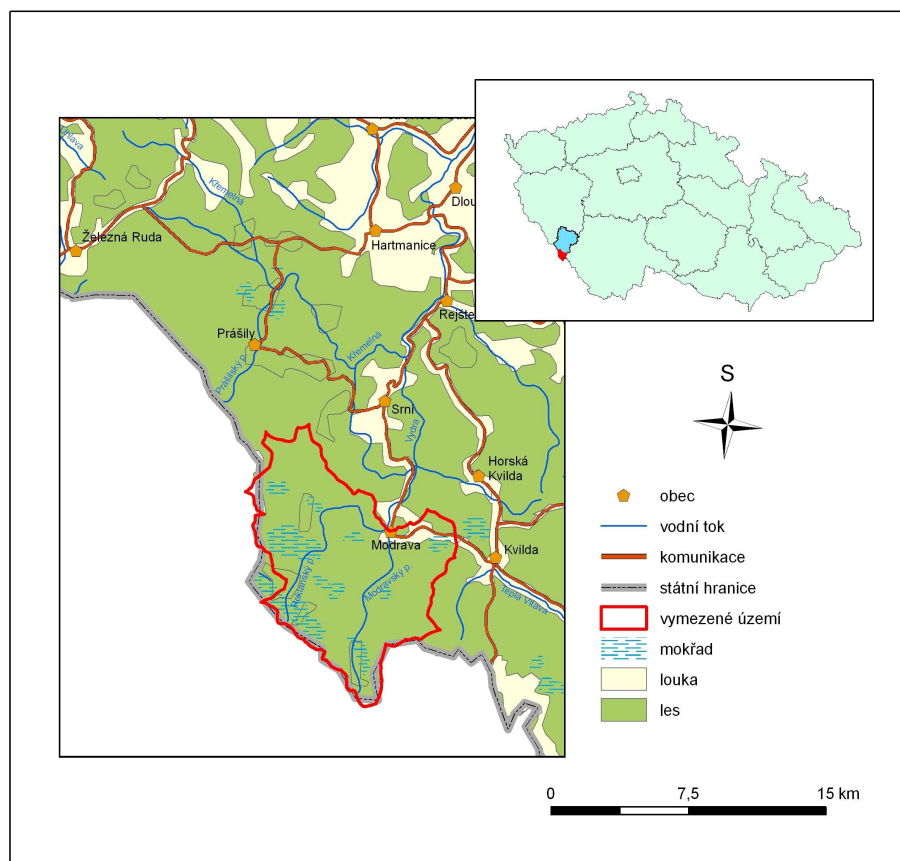 Křemelná
Dlou
Železná Ruda
Hartmanice
Rejšte
Prášily
Křemelná
Prášilský p.
Srní
Vydra
Horská
Kvilda
Modrava
Kvilda
Teplá Vltava
Roklanský p.
Modravský p.
S
obec
vodní tok
komunikace
státní hranice
vymezené území
mokřad
louka
les
0 7,5 15 km